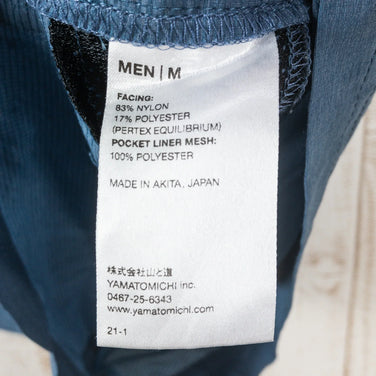 MEN | M
FACING:
83% NYLON
17% POLYESTER
(PERTEX EQUILIBRIUM)
POCKET LINER MESH:
100% POLYESTER
MADE IN AKITA, JAPAN
株式会社山と道
YAMATOMICHI inc.
0467-25-6343
www.yamatomichi.com
21-1